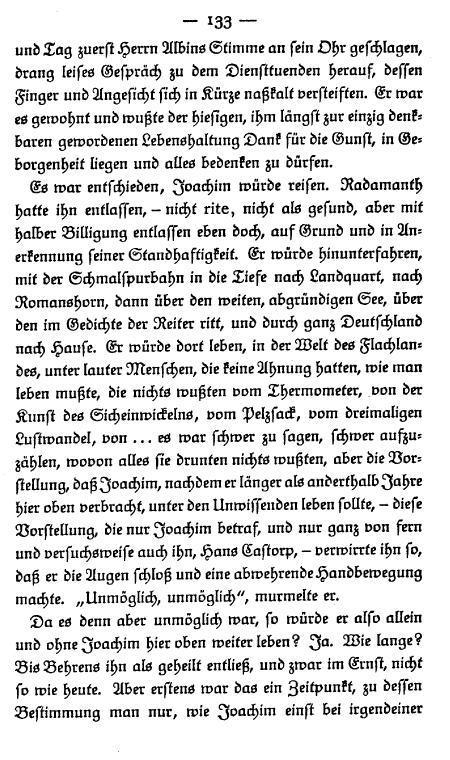 — 133 —
und Tag zuerst Herrn Albins Stimme an sein Ohr geschlagen,
drang leises Gespräch zu dem Diensttuenden herauf, dessen
Finger und Angesicht sich in Kürze naßkalt versteiften. Er war
es gewohnt und wußte der hiesigen, ihm längst zur einzig denk-
baren gewordenen Lebenshaltung Dank für die Gunst, in Ge-
borgenheit liegen und alles bedenken zu dürfen.
Es war entschieden, Joachim würde reisen. Radamanth
hatte ihn entlassen, – nicht rite, nicht als gesund, aber mit
halber Billigung entlassen eben doch, auf Grund und in An-
erkennung seiner Standhaftigkeit. Er würde hinunterfahren,
mit der Schmalspurbahn in die Tiefe nach Landquart, nach
Romanshorn, dann über den weiten, abgründigen See, über
den im Gedichte der Reiter ritt, und durch ganz Deutschland
nach Hause. Er würde dort leben, in der Welt des Flachlan-
des, unter lauter Menschen, die keine Ahnung hatten, wie man
leben mußte, die nichts wußten vom Thermometer, von der
Kunst des Sicheinwickelns, vom Pelzsack, vom dreimaligen
Lustwandel, von ... es war schwer zu sagen, schwer aufzu-
zählen, wovon alles sie drunten nichts wußten, aber die Vor-
stellung, daß Joachim, nachdem er länger als anderthalb Jahre
hier oben verbracht, unter den Unwissenden leben sollte, – diese
Vorstellung, die nur Joachim betraf, und nur ganz von fern
und versuchsweise auch ihn, Hans Castorp, – verwirrte ihn so,
daß er die Augen schloß und eine abwehrende Handbewegung
machte. „Unmöglich, unmöglich“, murmelte er.
Da es denn aber unmöglich war, so würde er also allein
und ohne Joachim hier oben weiter leben? Ja. Wie lange?
Bis Behrens ihn als geheilt entließ, und zwar im Ernst, nicht
so wie heute. Aber erstens war das ein Zeitpunkt, zu dessen
Bestimmung man nur, wie Joachim einst bei irgendeiner